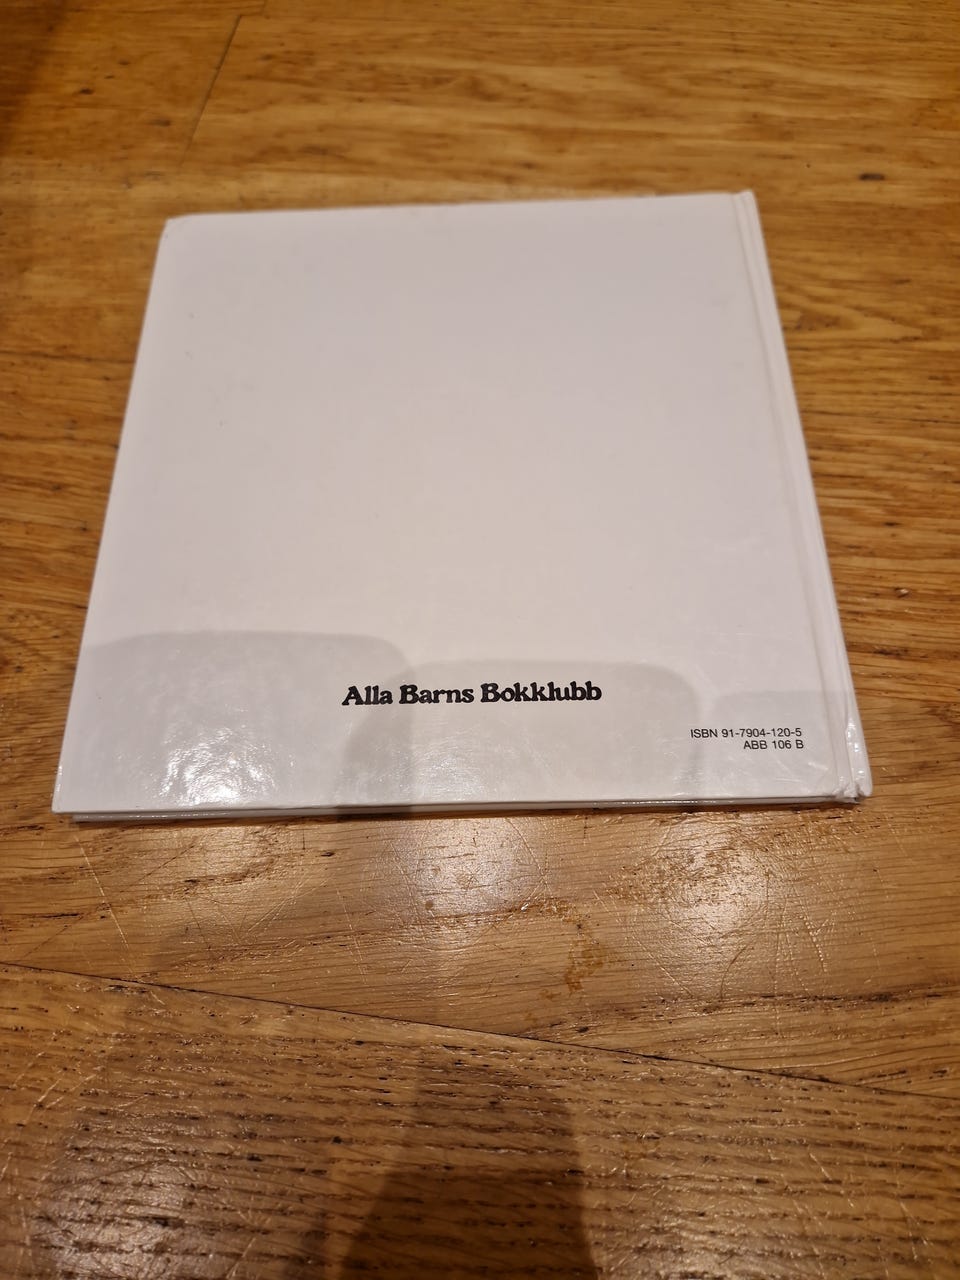 Alla Barns Bokklubb
ISBN 91-7904-120-5
ABB 106 B